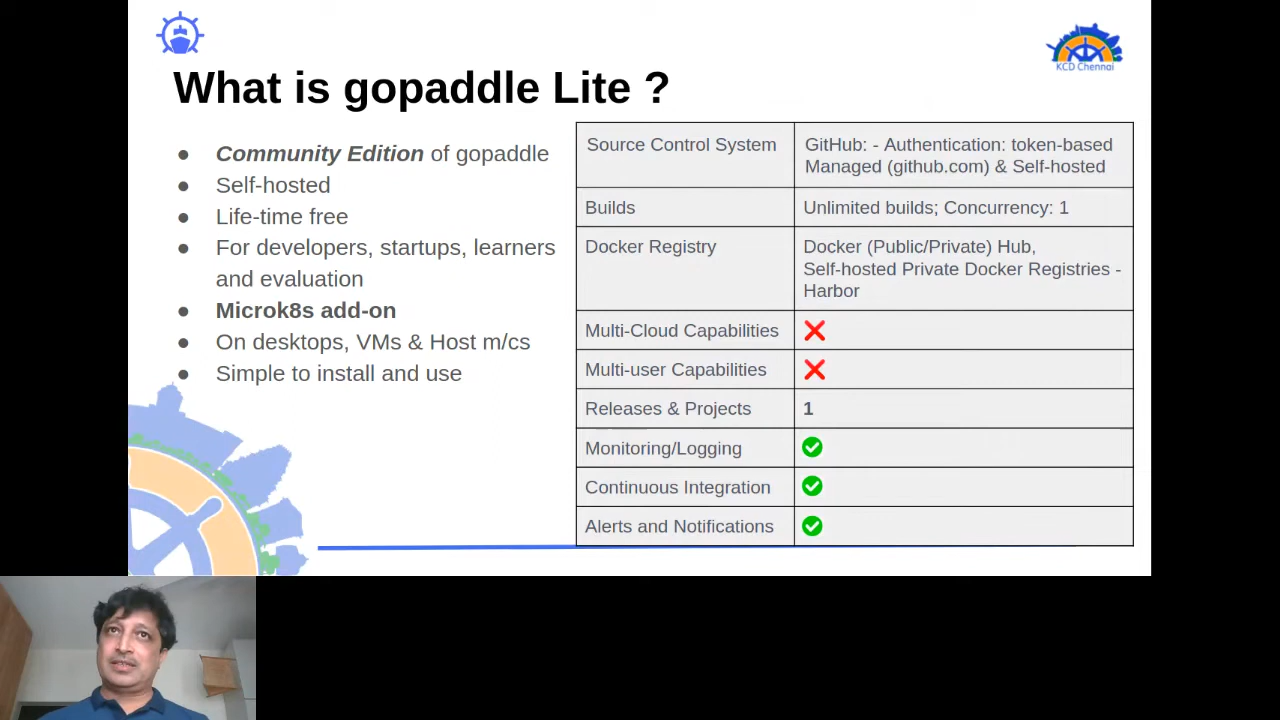 KCD Chennai
What is gopaddle Lite ?
● Community Edition of gopaddle
● Self-hosted
● Life-time free
● For developers, startups, learners
and evaluation
● Microk8s add-on
● On desktops, VMs & Host m/cs
● Simple to install and use
Source Control System
GitHub: - Authentication: token-based
Managed (github.com) & Self-hosted
Builds
Unlimited builds; Concurrency: 1
Docker Registry
Docker (Public/Private) Hub,
Self-hosted Private Docker Registries -
Harbor
Multi-Cloud Capabilities
❌
Multi-user Capabilities
❌
Releases & Projects
1
Monitoring/Logging
✅
Continuous Integration
✅
Alerts and Notifications
✅